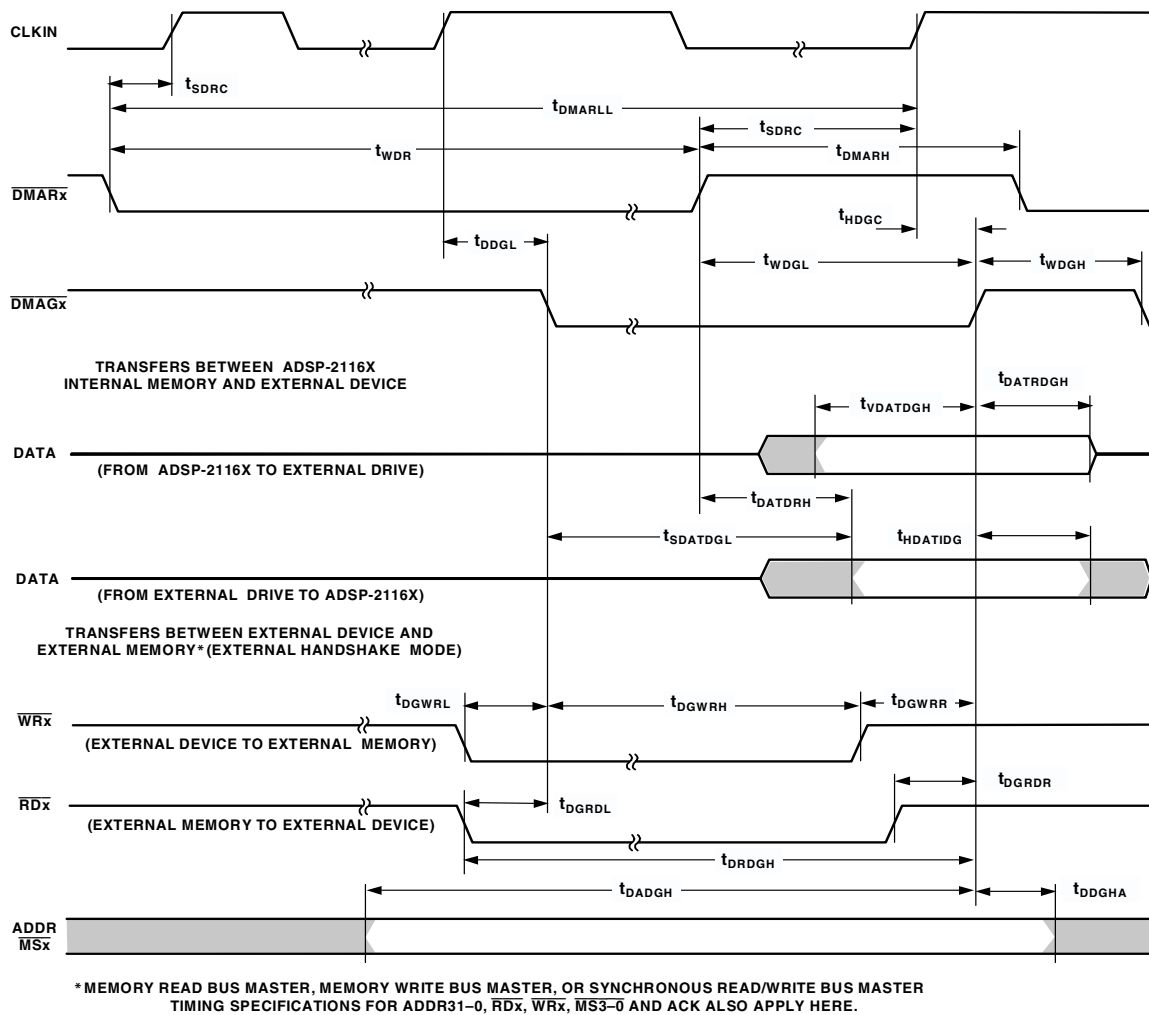 CLKIN
tSDRC
tDMARLL
tSDRC
tWDR
tDMARH
DMARx
tHDGC
tDDGL
tWDGL
tWDGH
DMAGx
TRANSFERS BETWEEN ADSP-2116X
INTERNAL MEMORY AND EXTERNAL DEVICE
tDATRDGH
tVDATDGH
DATA
(FROM ADSP-2116X TO EXTERNAL DRIVE)
tDATDRH
tSDATDGL
tHDATIDG
DATA
(FROM EXTERNAL DRIVE TO ADSP-2116X)
TRANSFERS BETWEEN EXTERNAL DEVICE AND
EXTERNAL MEMORY* (EXTERNAL HANDSHAKE MODE)
tDGWRL
tDGWRH
tDGWRR
WRx
(EXTERNAL DEVICE TO EXTERNAL MEMORY)
tDGRDR
RDx
tDGRDL
(EXTERNAL MEMORY TO EXTERNAL DEVICE)
tDRDGH
tDADGH
tDDGHA
ADDR
MSx
*MEMORY READ BUS MASTER, MEMORY WRITE BUS MASTER, OR SYNCHRONOUS READ/WRITE BUS MASTER
TIMING SPECIFICATIONS FOR ADDR31–0, RDx, WRx, MS3–0 AND ACK ALSO APPLY HERE.